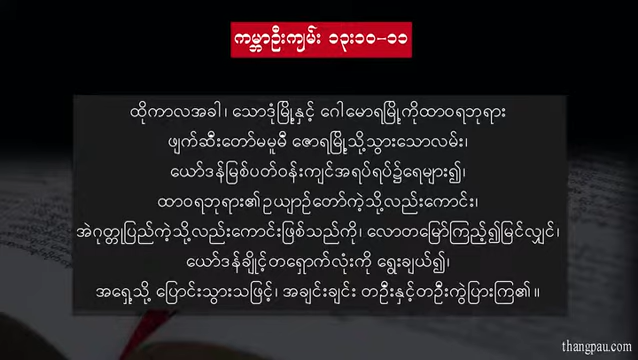 ကမ္ဘာဦးကျမ်း ၁၃:၁၀-၁၁
ထိုကာလအခါ၊ သောဒုံမြို့နှင့် ဂေါမောရမြို့ကိုထာဝရဘုရား
ဖျက်ဆီးတော်မမူမီ ဇောရမြို့သို့သွားသောလမ်း၊
ယော်ဒန်မြစ်ပတ်ဝန်းကျင်အရပ်ရပ်၌ရေများ၍၊
ထာဝရဘုရား၏ဥယျာဉ်တော်ကဲ့သို့လည်းကောင်း၊
အဲဂုတ္တုပြည်ကဲ့သို့လည်းကောင်းဖြစ်သည်ကို၊ လောတမြော်ကြည့်၍မြင်လျှင်၊
ယော်ဒန်ချိုင့်တရှောက်လုံးကို ရွေးချယ်၍၊
အရှေ့သို့ ပြောင်းသွားသဖြင့်၊ အချင်းချင်း တဦးနှင့်တဦးကွဲပြားကြ၏။
thangpau.com